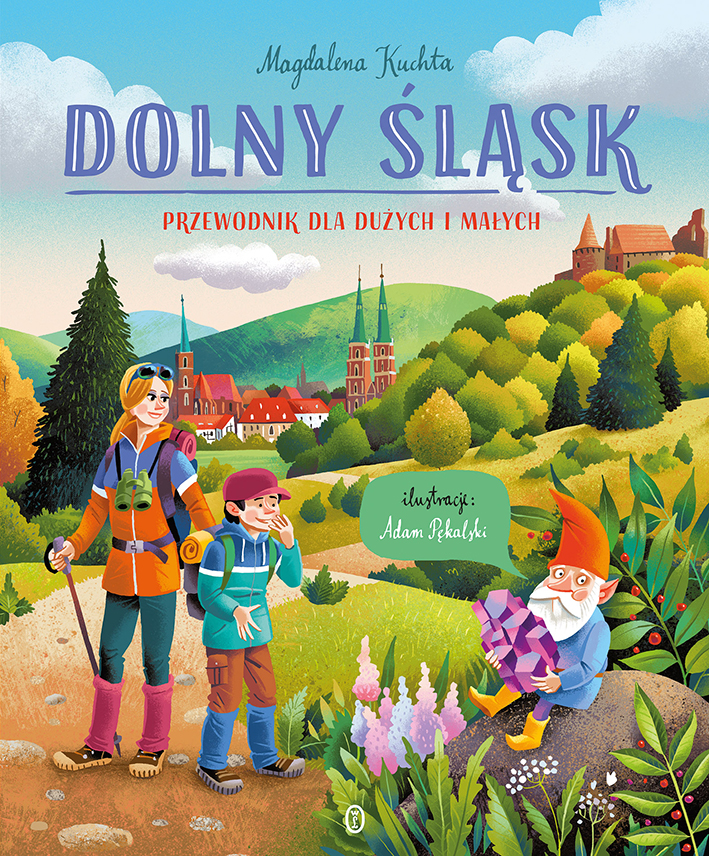 Magdalena Kuchta
DOLNY ŚLĄSK
PRZEWODNIK DLA DUŻYCH I MAŁYCH
ilustracje:
Adam Pękalski